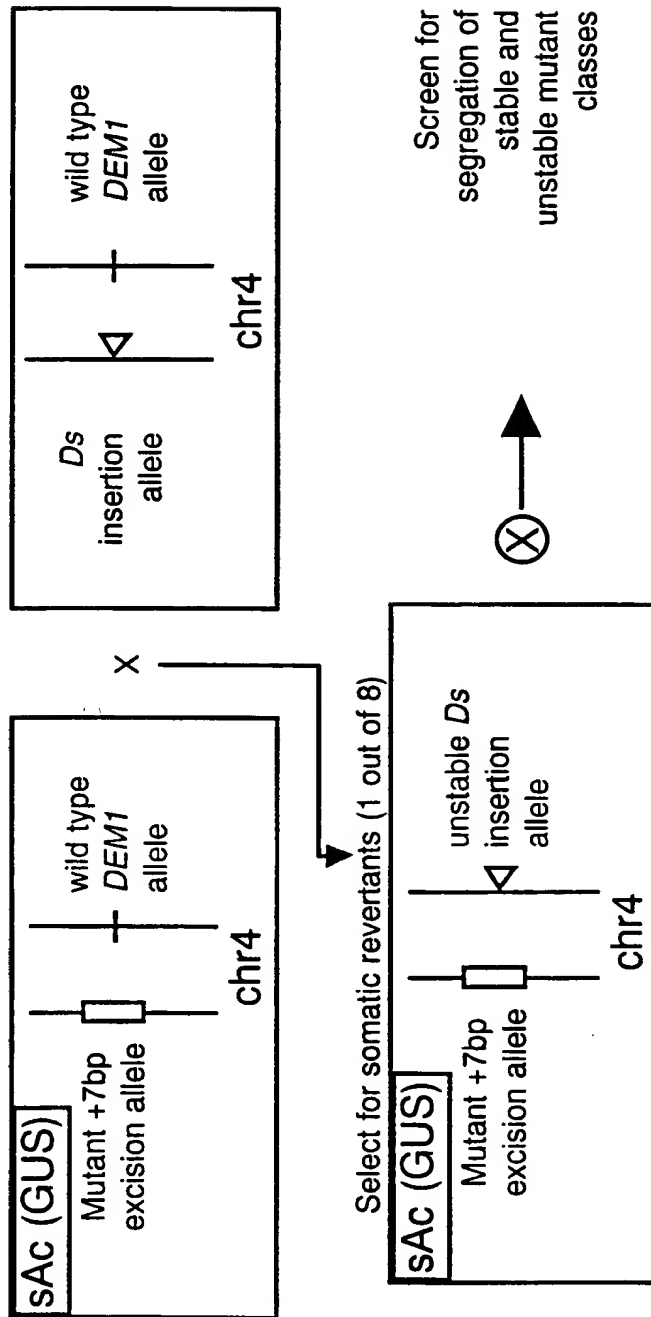 sAc (GUS)
Mutant +7bp
excision allele
wild type
DEM1
allele
chr4
X
Ds
insertion
allele
wild type
DEM1
allele
chr4
Select for somatic revertants (1 out of 8)
sAc (GUS)
Mutant +7bp
excision allele
unstable Ds
insertion
allele
chr4
X
Screen for
segregation of
stable and
unstable mutant
classes